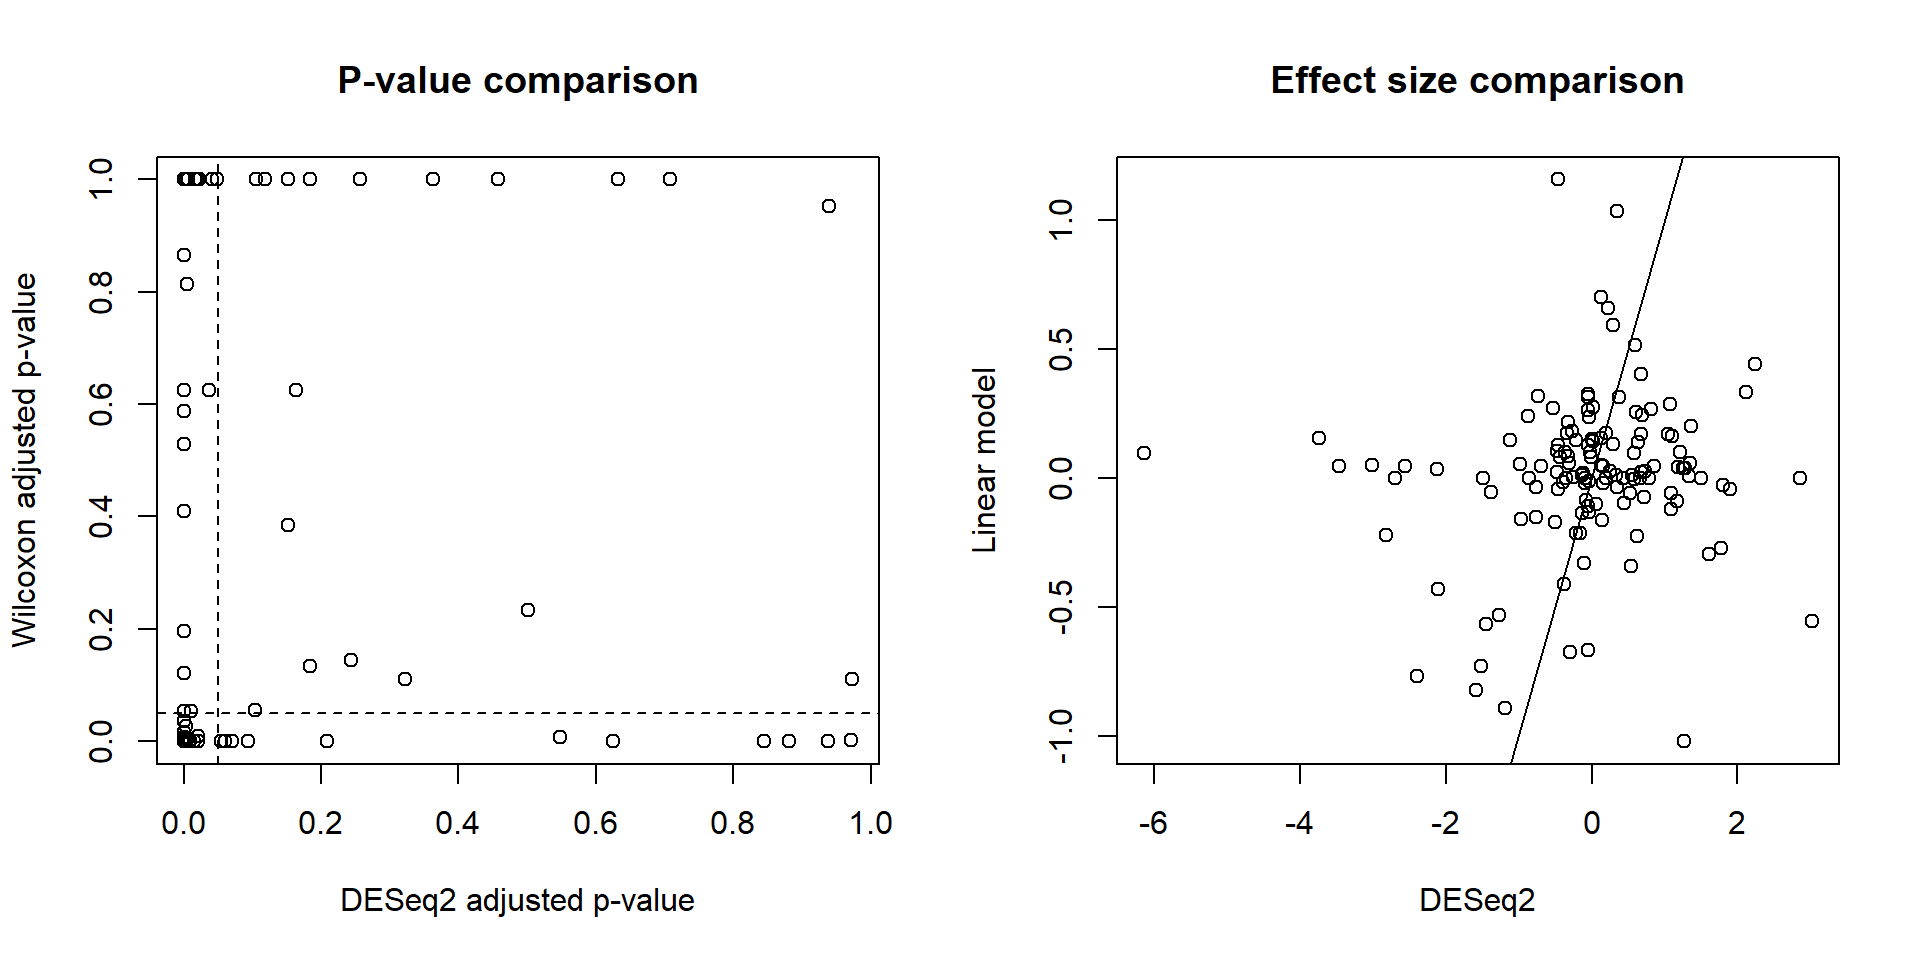 P-value comparison
Wilcoxon adjusted p-value
1.0
0.8
0.6
0.4
0.2
0.0
0.0 0.2 0.4 0.6 0.8 1.0
DESeq2 adjusted p-value
Effect size comparison
Linear model
1.0
0.5
0.0
-0.5
-1.0
-6 -4 -2 0 2
DESeq2